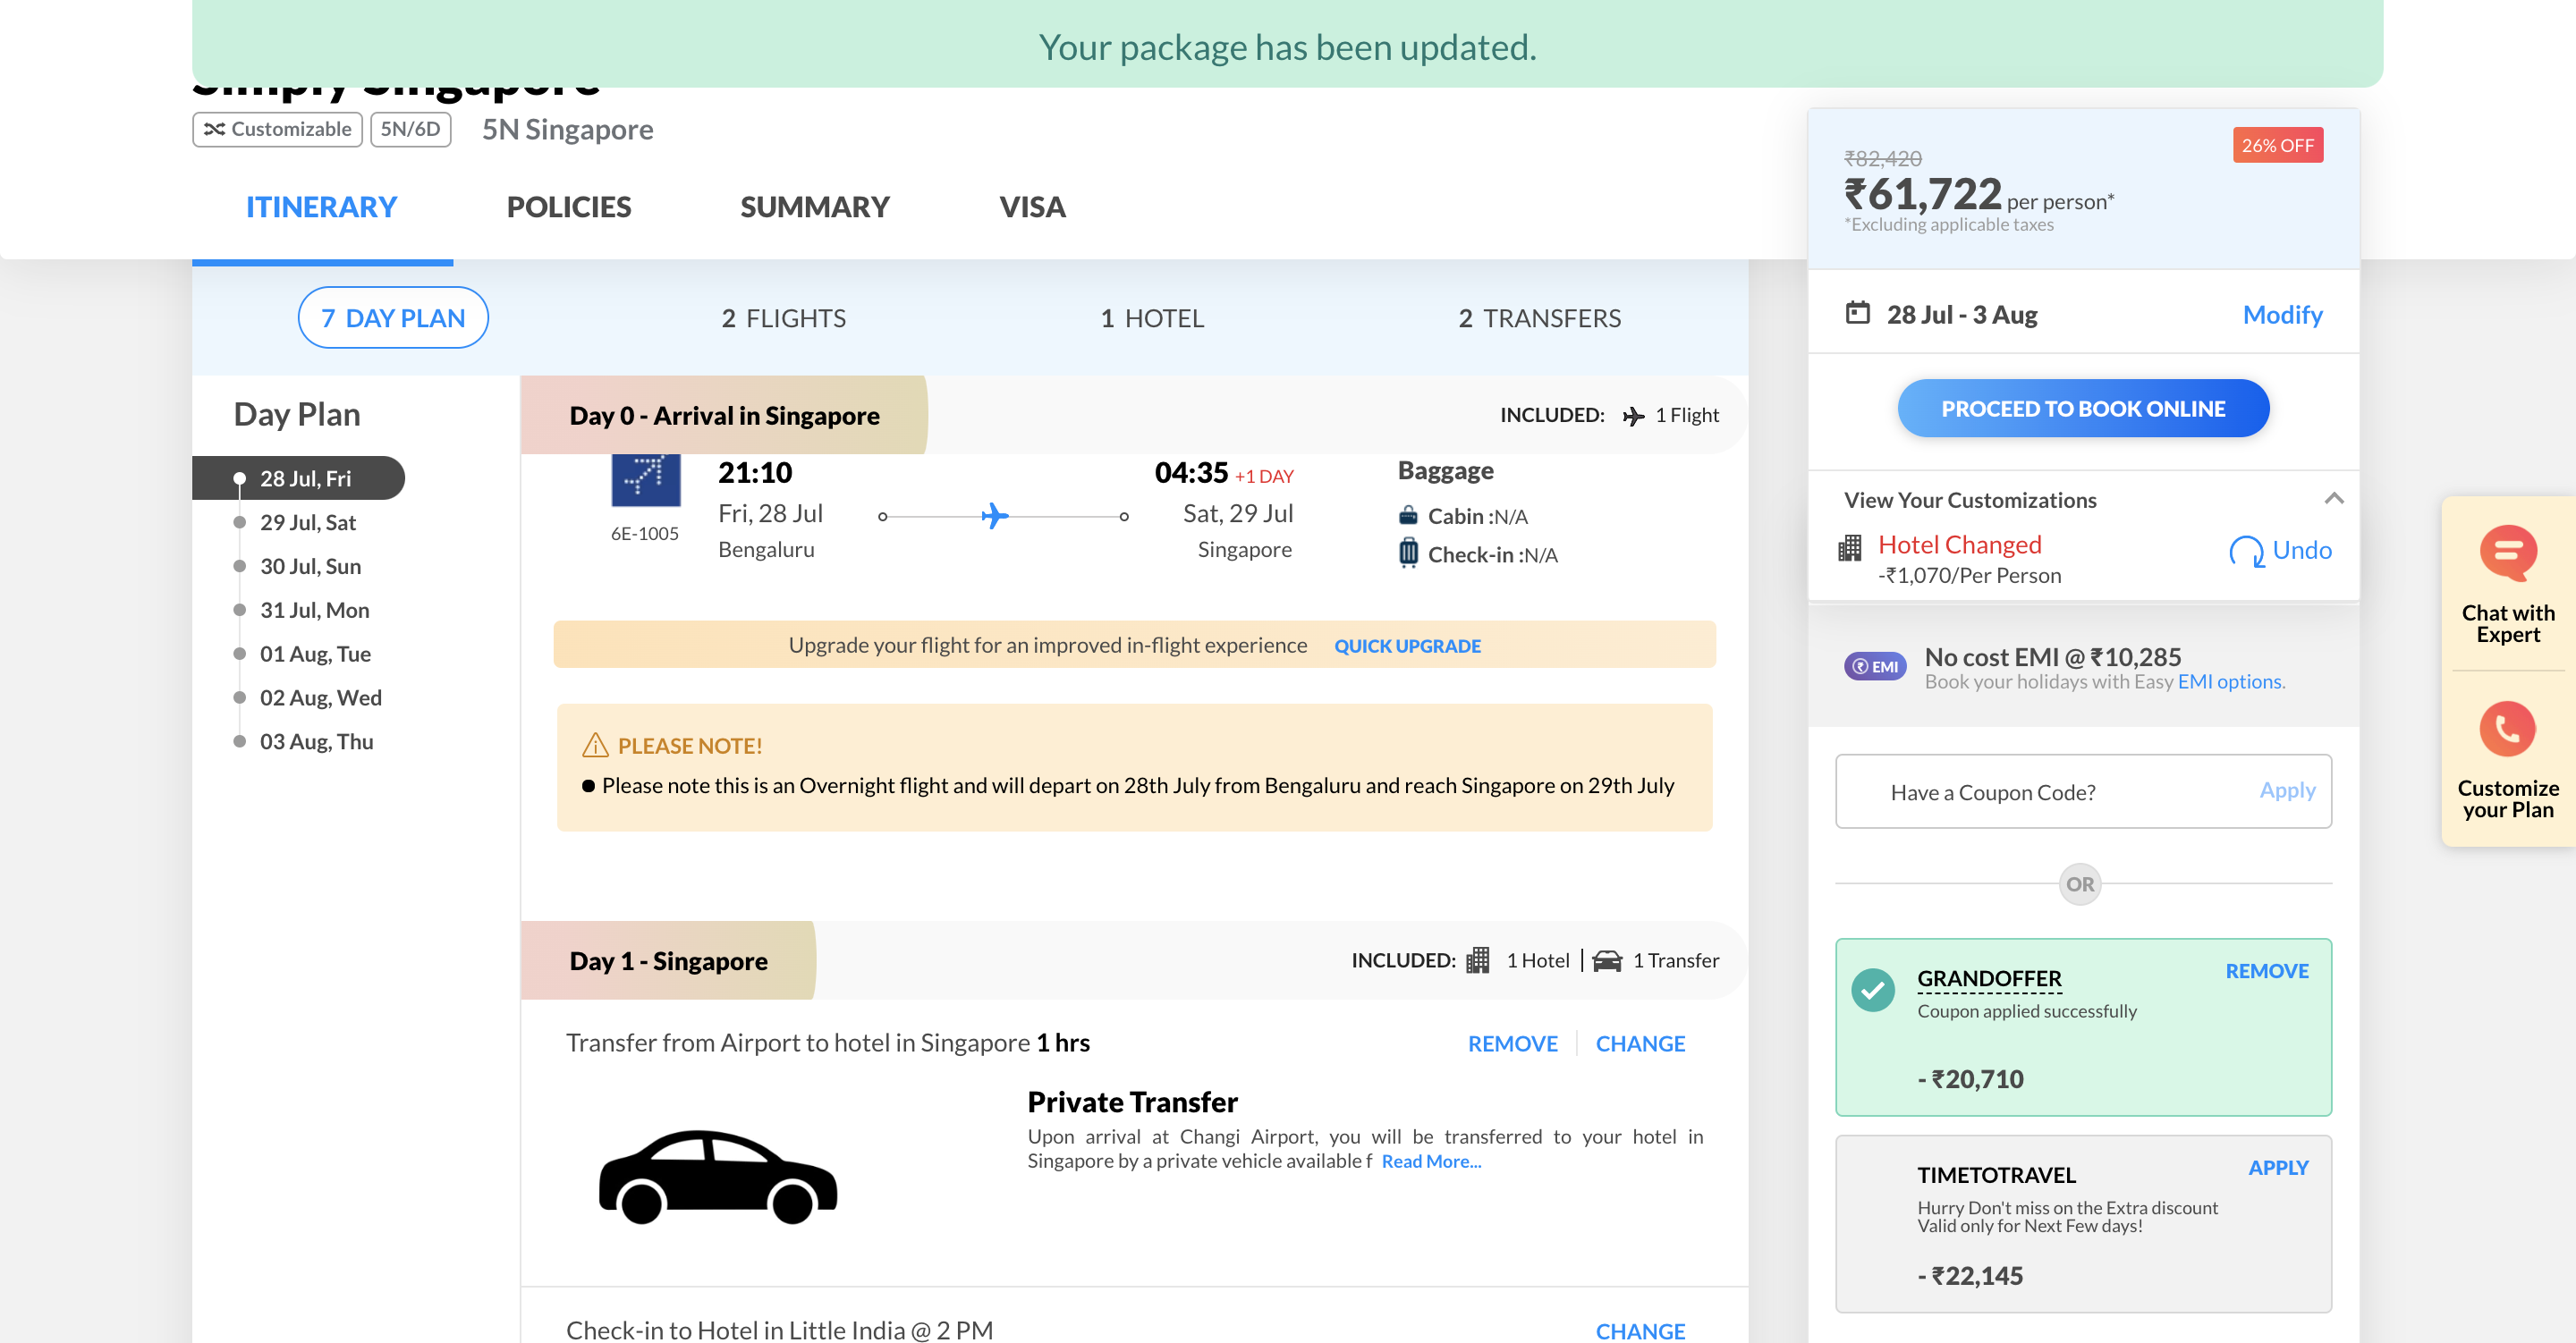 Your package has been updated.
Simply Singapore
Customizable 5N/6D 5N Singapore
ITINERARY POLICIES SUMMARY VISA
7 DAY PLAN 2 FLIGHTS 1 HOTEL 2 TRANSFERS
Day Plan
28 Jul, Fri
29 Jul, Sat
30 Jul, Sun
31 Jul, Mon
01 Aug, Tue
02 Aug, Wed
03 Aug, Thu
Day 0 - Arrival in Singapore
INCLUDED: 1 Flight
6E-1005
21:10
Fri, 28 Jul
Bengaluru
04:35 +1 DAY
Sat, 29 Jul
Singapore
Baggage
Cabin :N/A
Check-in :N/A
Upgrade your flight for an improved in-flight experience QUICK UPGRADE
PLEASE NOTE!
Please note this is an Overnight flight and will depart on 28th July from Bengaluru and reach Singapore on 29th July
Day 1 - Singapore
INCLUDED: 1 Hotel | 1 Transfer
Transfer from Airport to hotel in Singapore 1 hrs
REMOVE CHANGE
Private Transfer
Upon arrival at Changi Airport, you will be transferred to your hotel in
Singapore by a private vehicle available f Read More...
Check-in to Hotel in Little India @ 2 PM
CHANGE
₹82,420
26% OFF
₹61,722 per person*
*Excluding applicable taxes
28 Jul - 3 Aug Modify
PROCEED TO BOOK ONLINE
View Your Customizations
Hotel Changed
-₹1,070/Per Person
Undo
₹ EMI
No cost EMI @ ₹10,285
Book your holidays with Easy EMI options.
Have a Coupon Code? Apply
OR
GRANDOFFER REMOVE
Coupon applied successfully
- ₹20,710
TIMETOTRAVEL APPLY
Hurry Don't miss on the Extra discount
Valid only for Next Few days!
- ₹22,145
Chat with
Expert
Customize
your Plan